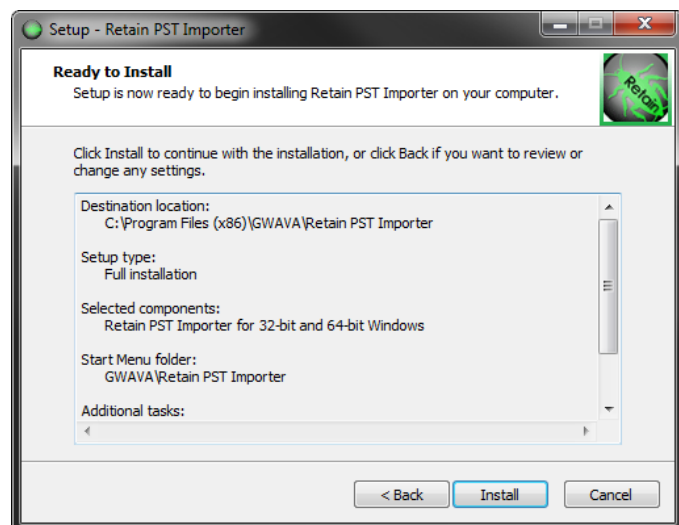 Setup - Retain PST Importer
Ready to Install
Setup is now ready to begin installing Retain PST Importer on your computer.
Retain
Click Install to continue with the installation, or click Back if you want to review or
change any settings.
Destination location:
C:\Program Files (x86)\GWAVA\Retain PST Importer
Setup type:
Full installation
Selected components:
Retain PST Importer for 32-bit and 64-bit Windows
Start Menu folder:
GWAVA\Retain PST Importer
Additional tasks:
< Back
Install
Cancel